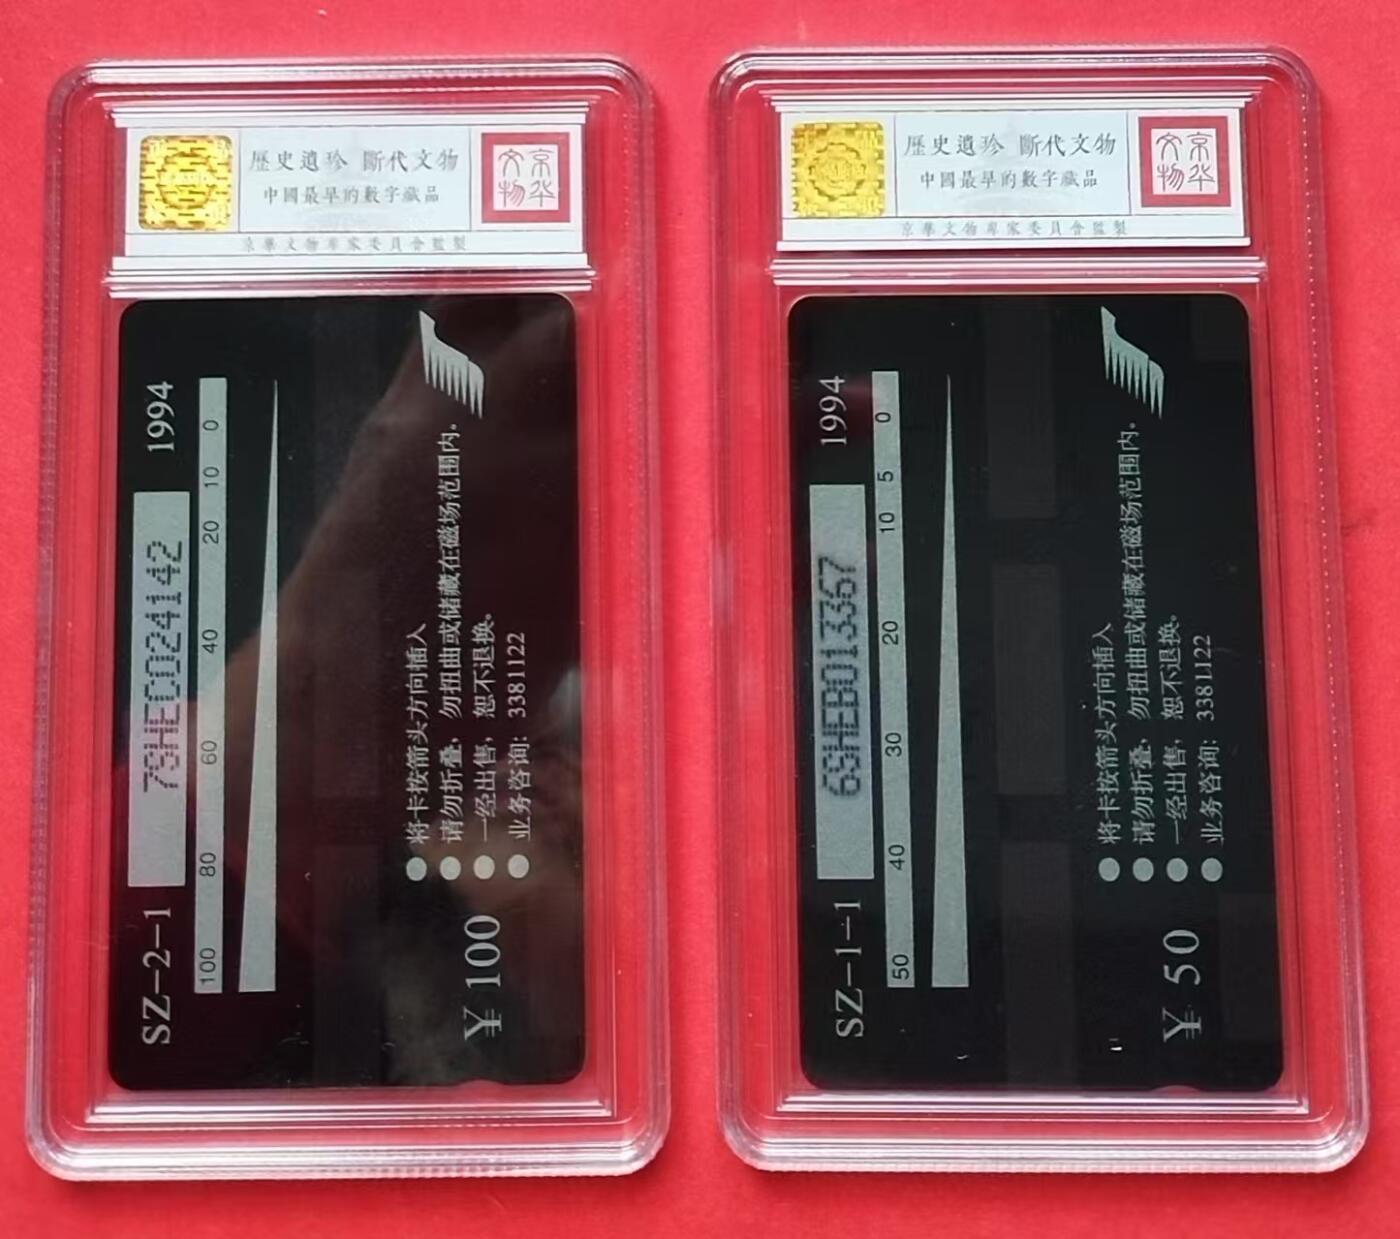 歷史遺珍 斷代文物
中國最早的數字藏品
京华文物
京華文物專家委員會監製
SZ-2-1
7SHEC024142
1994
100 80 60 40 20 10 0
¥ 100
●将卡按箭头方向插入
●请勿折叠，勿扭曲或储藏在磁场范围内。
●一经出售，恕不退换。
●业务咨询：3381122
歷史遺珍 斷代文物
中國最早的數字藏品
京华文物
京華文物專家委員會監製
SZ-1-1
6SHEB013367
1994
50 40 30 20 10 5 0
¥ 50
●将卡按箭头方向插入
●请勿折叠，勿扭曲或储藏在磁场范围内。
●一经出售，恕不退换。
●业务咨询：3381122